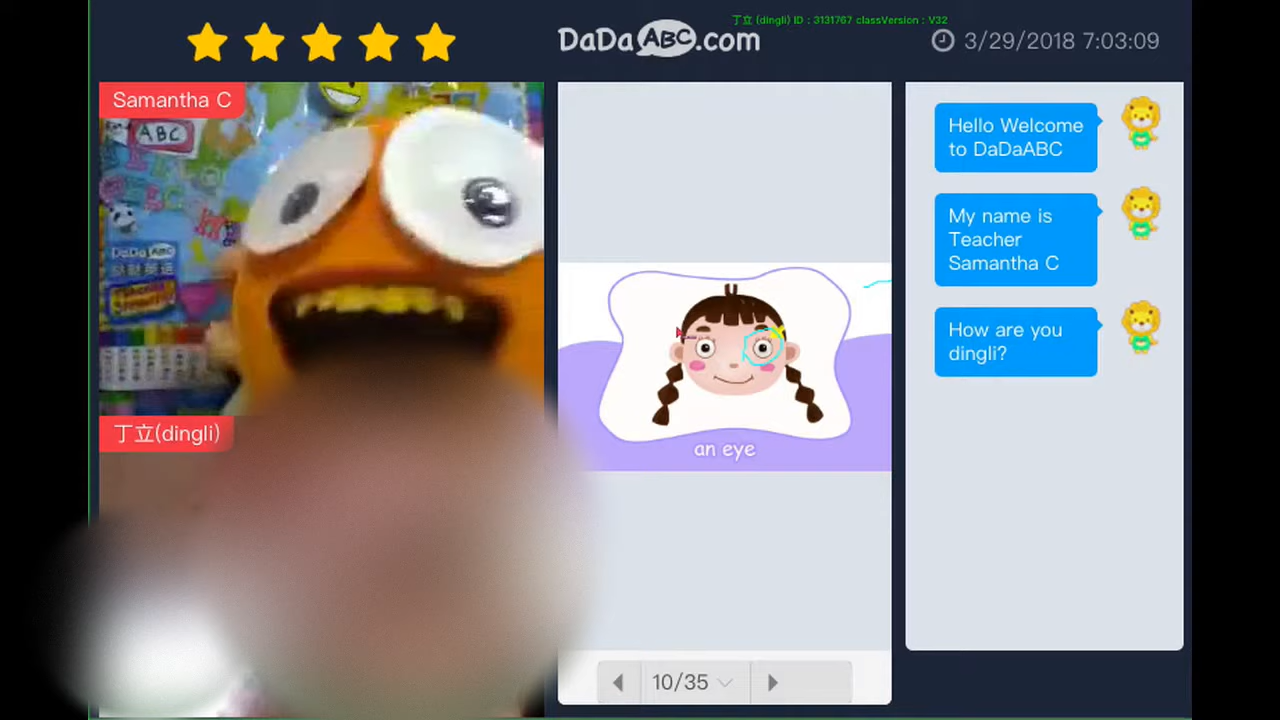 丁立 (dingli) ID : 3131767 classVersion : V32
DaDaABC.com
3/29/2018 7:03:09
Samantha C
ABC
DaDaABC
丁立(dingli)
an eye
10/35
Hello Welcome
to DaDaABC
My name is
Teacher
Samantha C
How are you
dingli?